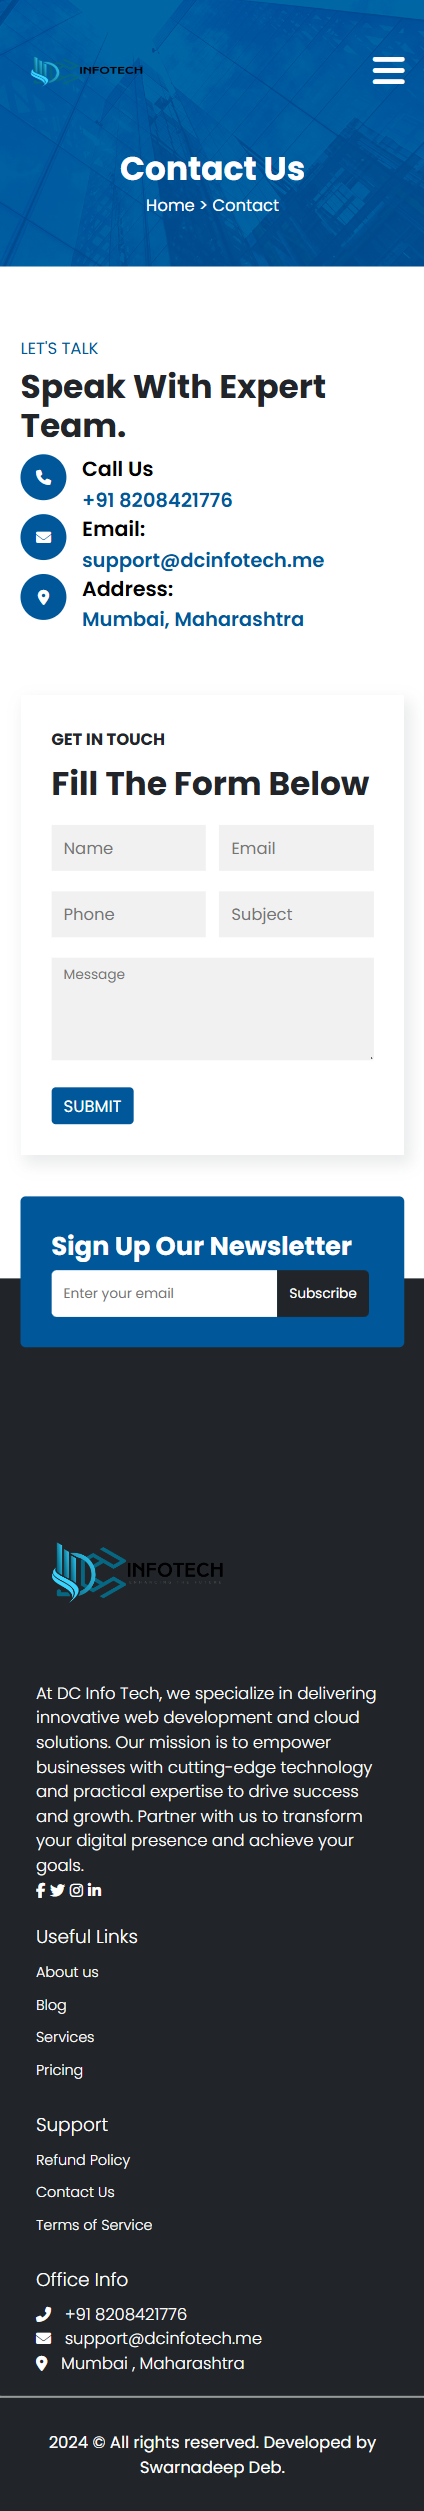 INFOTECH
Contact Us
Home > Contact
LET'S TALK
Speak With Expert
Team.
Call Us
+91 8208421776
Email:
support@dcinfotech.me
Address:
Mumbai, Maharashtra
GET IN TOUCH
Fill The Form Below
Name
Email
Phone
Subject
Message
SUBMIT
Sign Up Our Newsletter
Enter your email
Subscribe
INFOTECH
At DC Info Tech, we specialize in delivering
innovative web development and cloud
solutions. Our mission is to empower
businesses with cutting-edge technology
and practical expertise to drive success
and growth. Partner with us to transform
your digital presence and achieve your
goals.
Useful Links
About us
Blog
Services
Pricing
Support
Refund Policy
Contact Us
Terms of Service
Office Info
+91 8208421776
support@dcinfotech.me
Mumbai , Maharashtra
2024 © All rights reserved. Developed by
Swarnadeep Deb.